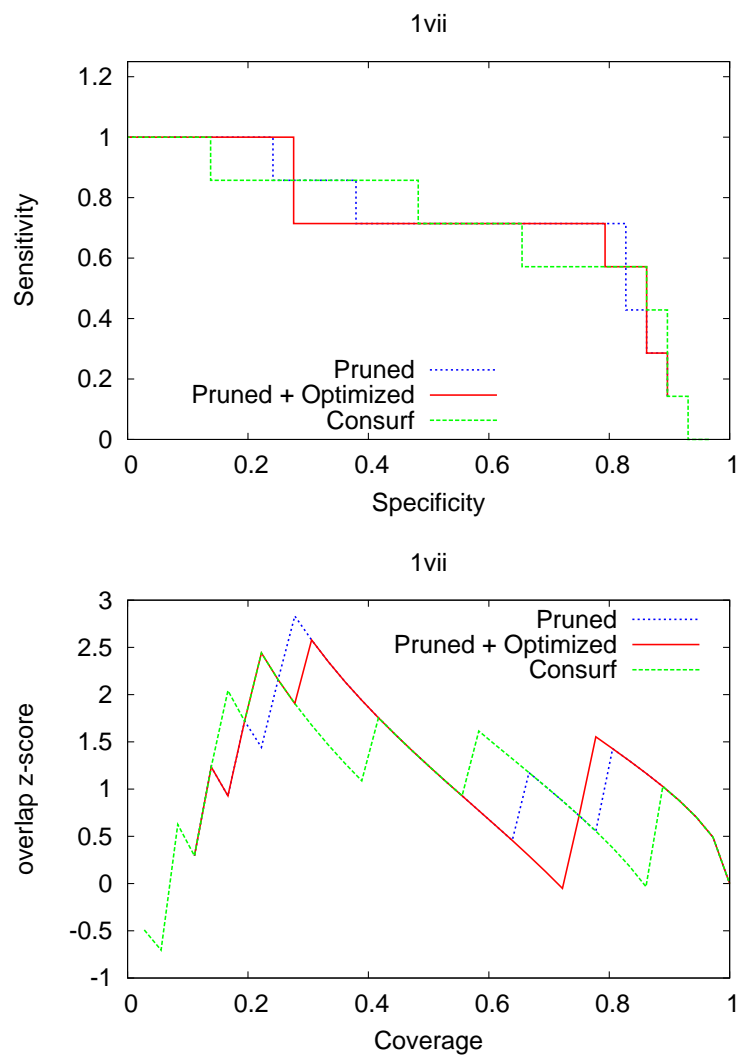 1vii
1.2
1
0.8
0.6
0.4
0.2
0
Sensitivity
Pruned
Pruned + Optimized
Consurf
0 0.2 0.4 0.6 0.8 1
Specificity
1vii
3
2.5
2
1.5
1
0.5
0
-0.5
-1
overlap z-score
Pruned
Pruned + Optimized
Consurf
0 0.2 0.4 0.6 0.8 1
Coverage